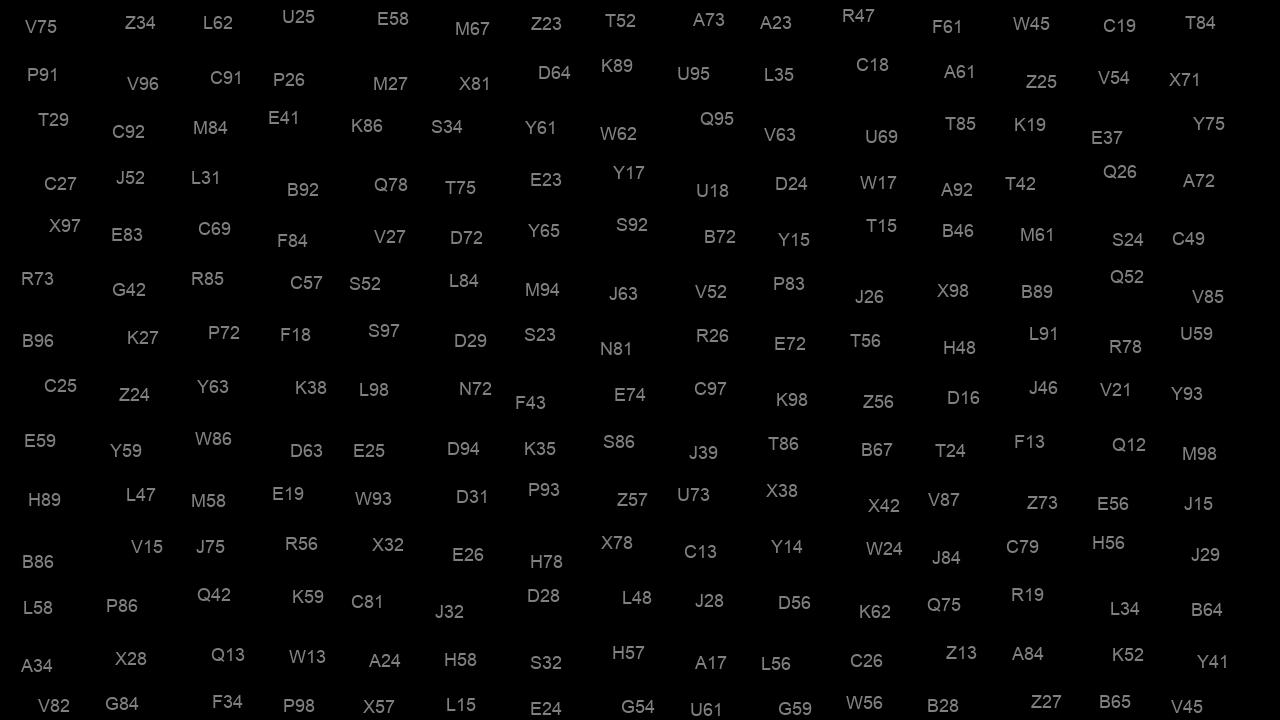 V75 Z34 L62 U25 E58 M67 Z23 T52 A73 A23 R47 F61 W45 C19 T84
P91 V96 C91 P26 M27 X81 D64 K89 U95 L35 C18 A61 Z25 V54 X71
T29 C92 M84 E41 K86 S34 Y61 W62 Q95 V63 U69 T85 K19 E37 Y75
C27 J52 L31 B92 Q78 T75 E23 Y17 U18 D24 W17 A92 T42 Q26 A72
X97 E83 C69 F84 V27 D72 Y65 S92 B72 Y15 T15 B46 M61 S24 C49
R73 G42 R85 C57 S52 L84 M94 J63 V52 P83 J26 X98 B89 Q52 V85
B96 K27 P72 F18 S97 D29 S23 N81 R26 E72 T56 H48 L91 R78 U59
C25 Z24 Y63 K38 L98 N72 F43 E74 C97 K98 Z56 D16 J46 V21 Y93
E59 Y59 W86 D63 E25 D94 K35 S86 J39 T86 B67 T24 F13 Q12 M98
H89 L47 M58 E19 W93 D31 P93 Z57 U73 X38 X42 V87 Z73 E56 J15
B86 V15 J75 R56 X32 E26 H78 X78 C13 Y14 W24 J84 C79 H56 J29
L58 P86 Q42 K59 C81 J32 D28 L48 J28 D56 K62 Q75 R19 L34 B64
A34 X28 Q13 W13 A24 H58 S32 H57 A17 L56 C26 Z13 A84 K52 Y41
V82 G84 F34 P98 X57 L15 E24 G54 U61 G59 W56 B28 Z27 B65 V45